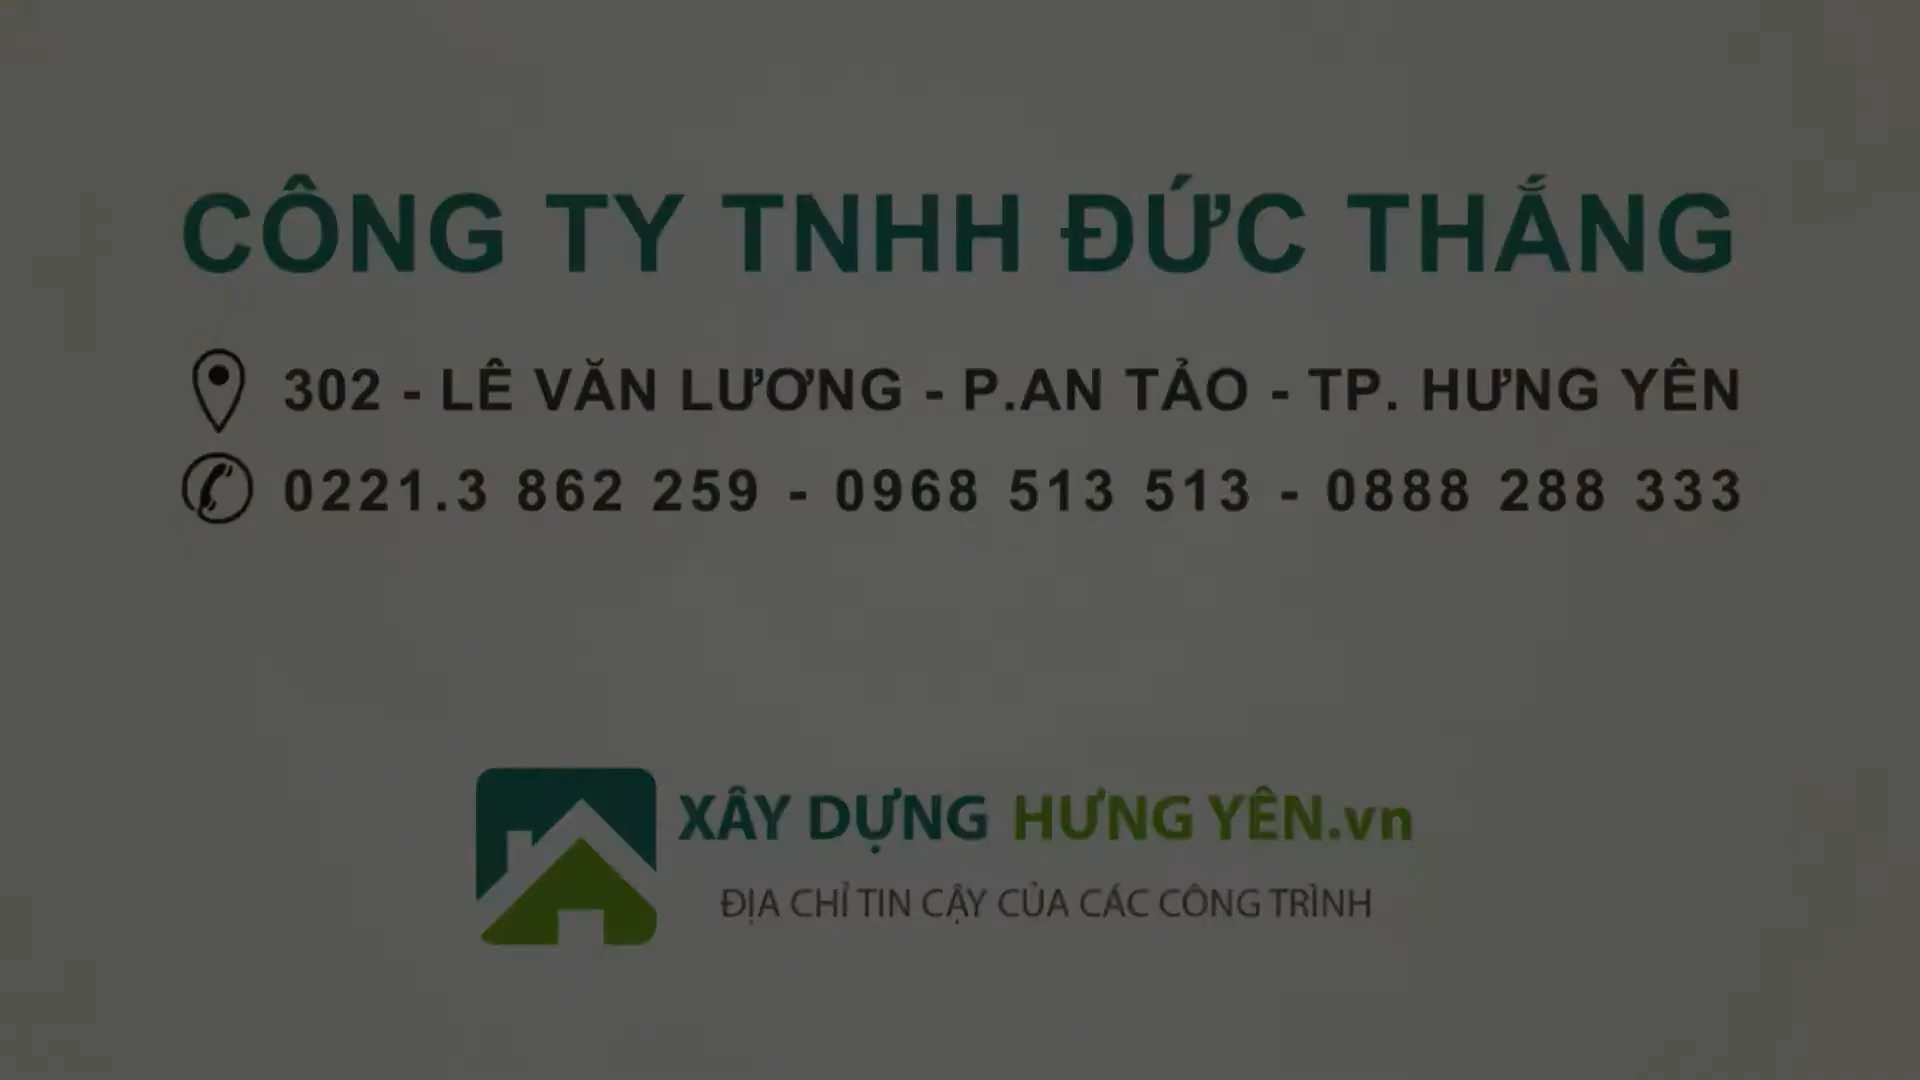 CÔNG TY TNHH ĐỨC THẮNG
302 - LÊ VĂN LƯƠNG - P.AN TẢO - TP. HƯNG YÊN
0221.3 862 259 - 0968 513 513 - 0888 288 333
XÂY DỰNG HƯNG YÊN.vn
ĐỊA CHỈ TIN CẬY CỦA CÁC CÔNG TRÌNH